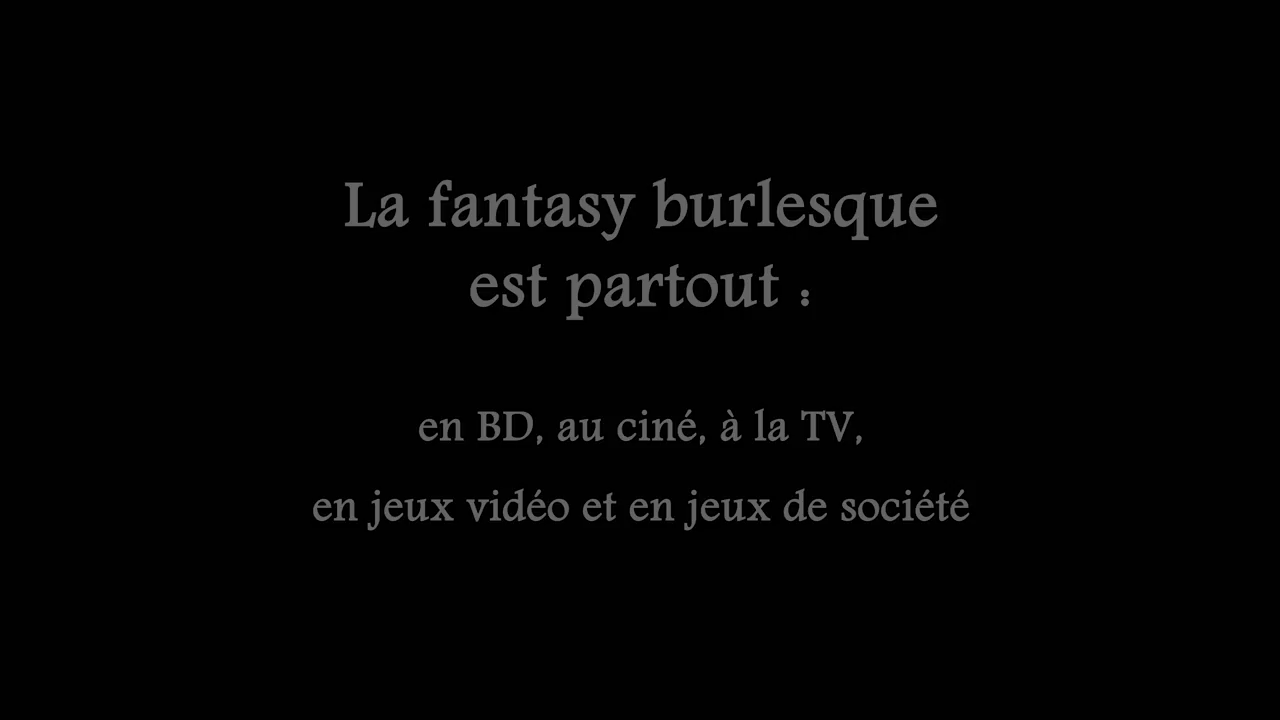 La fantasy burlesque
est partout :
en BD, au ciné, à la TV,
en jeux vidéo et en jeux de société